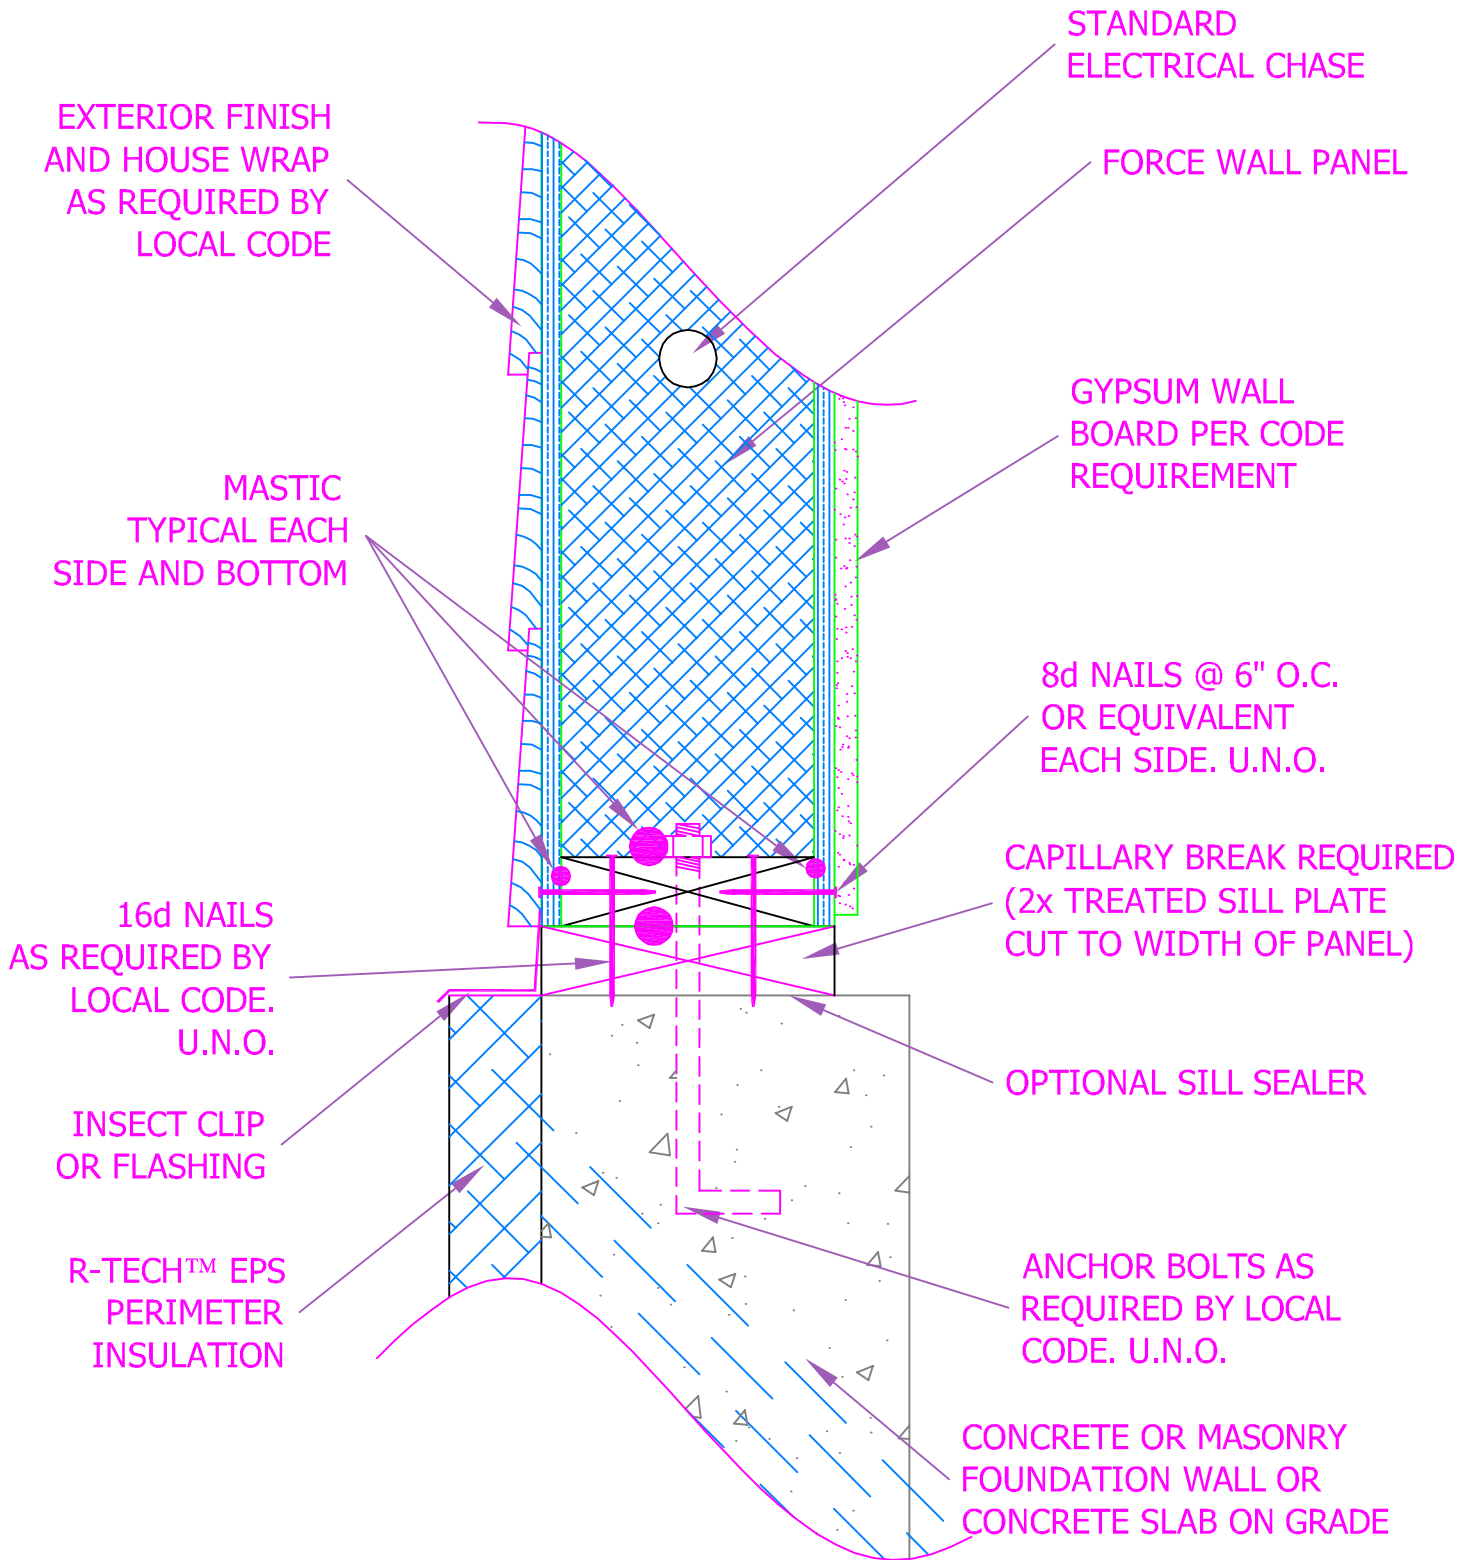 STANDARD
ELECTRICAL CHASE
EXTERIOR FINISH
AND HOUSE WRAP
AS REQUIRED BY
LOCAL CODE
FORCE WALL PANEL
GYPSUM WALL
BOARD PER CODE
REQUIREMENT
MASTIC
TYPICAL EACH
SIDE AND BOTTOM
8d NAILS @ 6" O.C.
OR EQUIVALENT
EACH SIDE. U.N.O.
CAPILLARY BREAK REQUIRED
(2x TREATED SILL PLATE
CUT TO WIDTH OF PANEL)
16d NAILS
AS REQUIRED BY
LOCAL CODE.
U.N.O.
OPTIONAL SILL SEALER
INSECT CLIP
OR FLASHING
R-TECH™ EPS
PERIMETER
INSULATION
ANCHOR BOLTS AS
REQUIRED BY LOCAL
CODE. U.N.O.
CONCRETE OR MASONRY
FOUNDATION WALL OR
CONCRETE SLAB ON GRADE